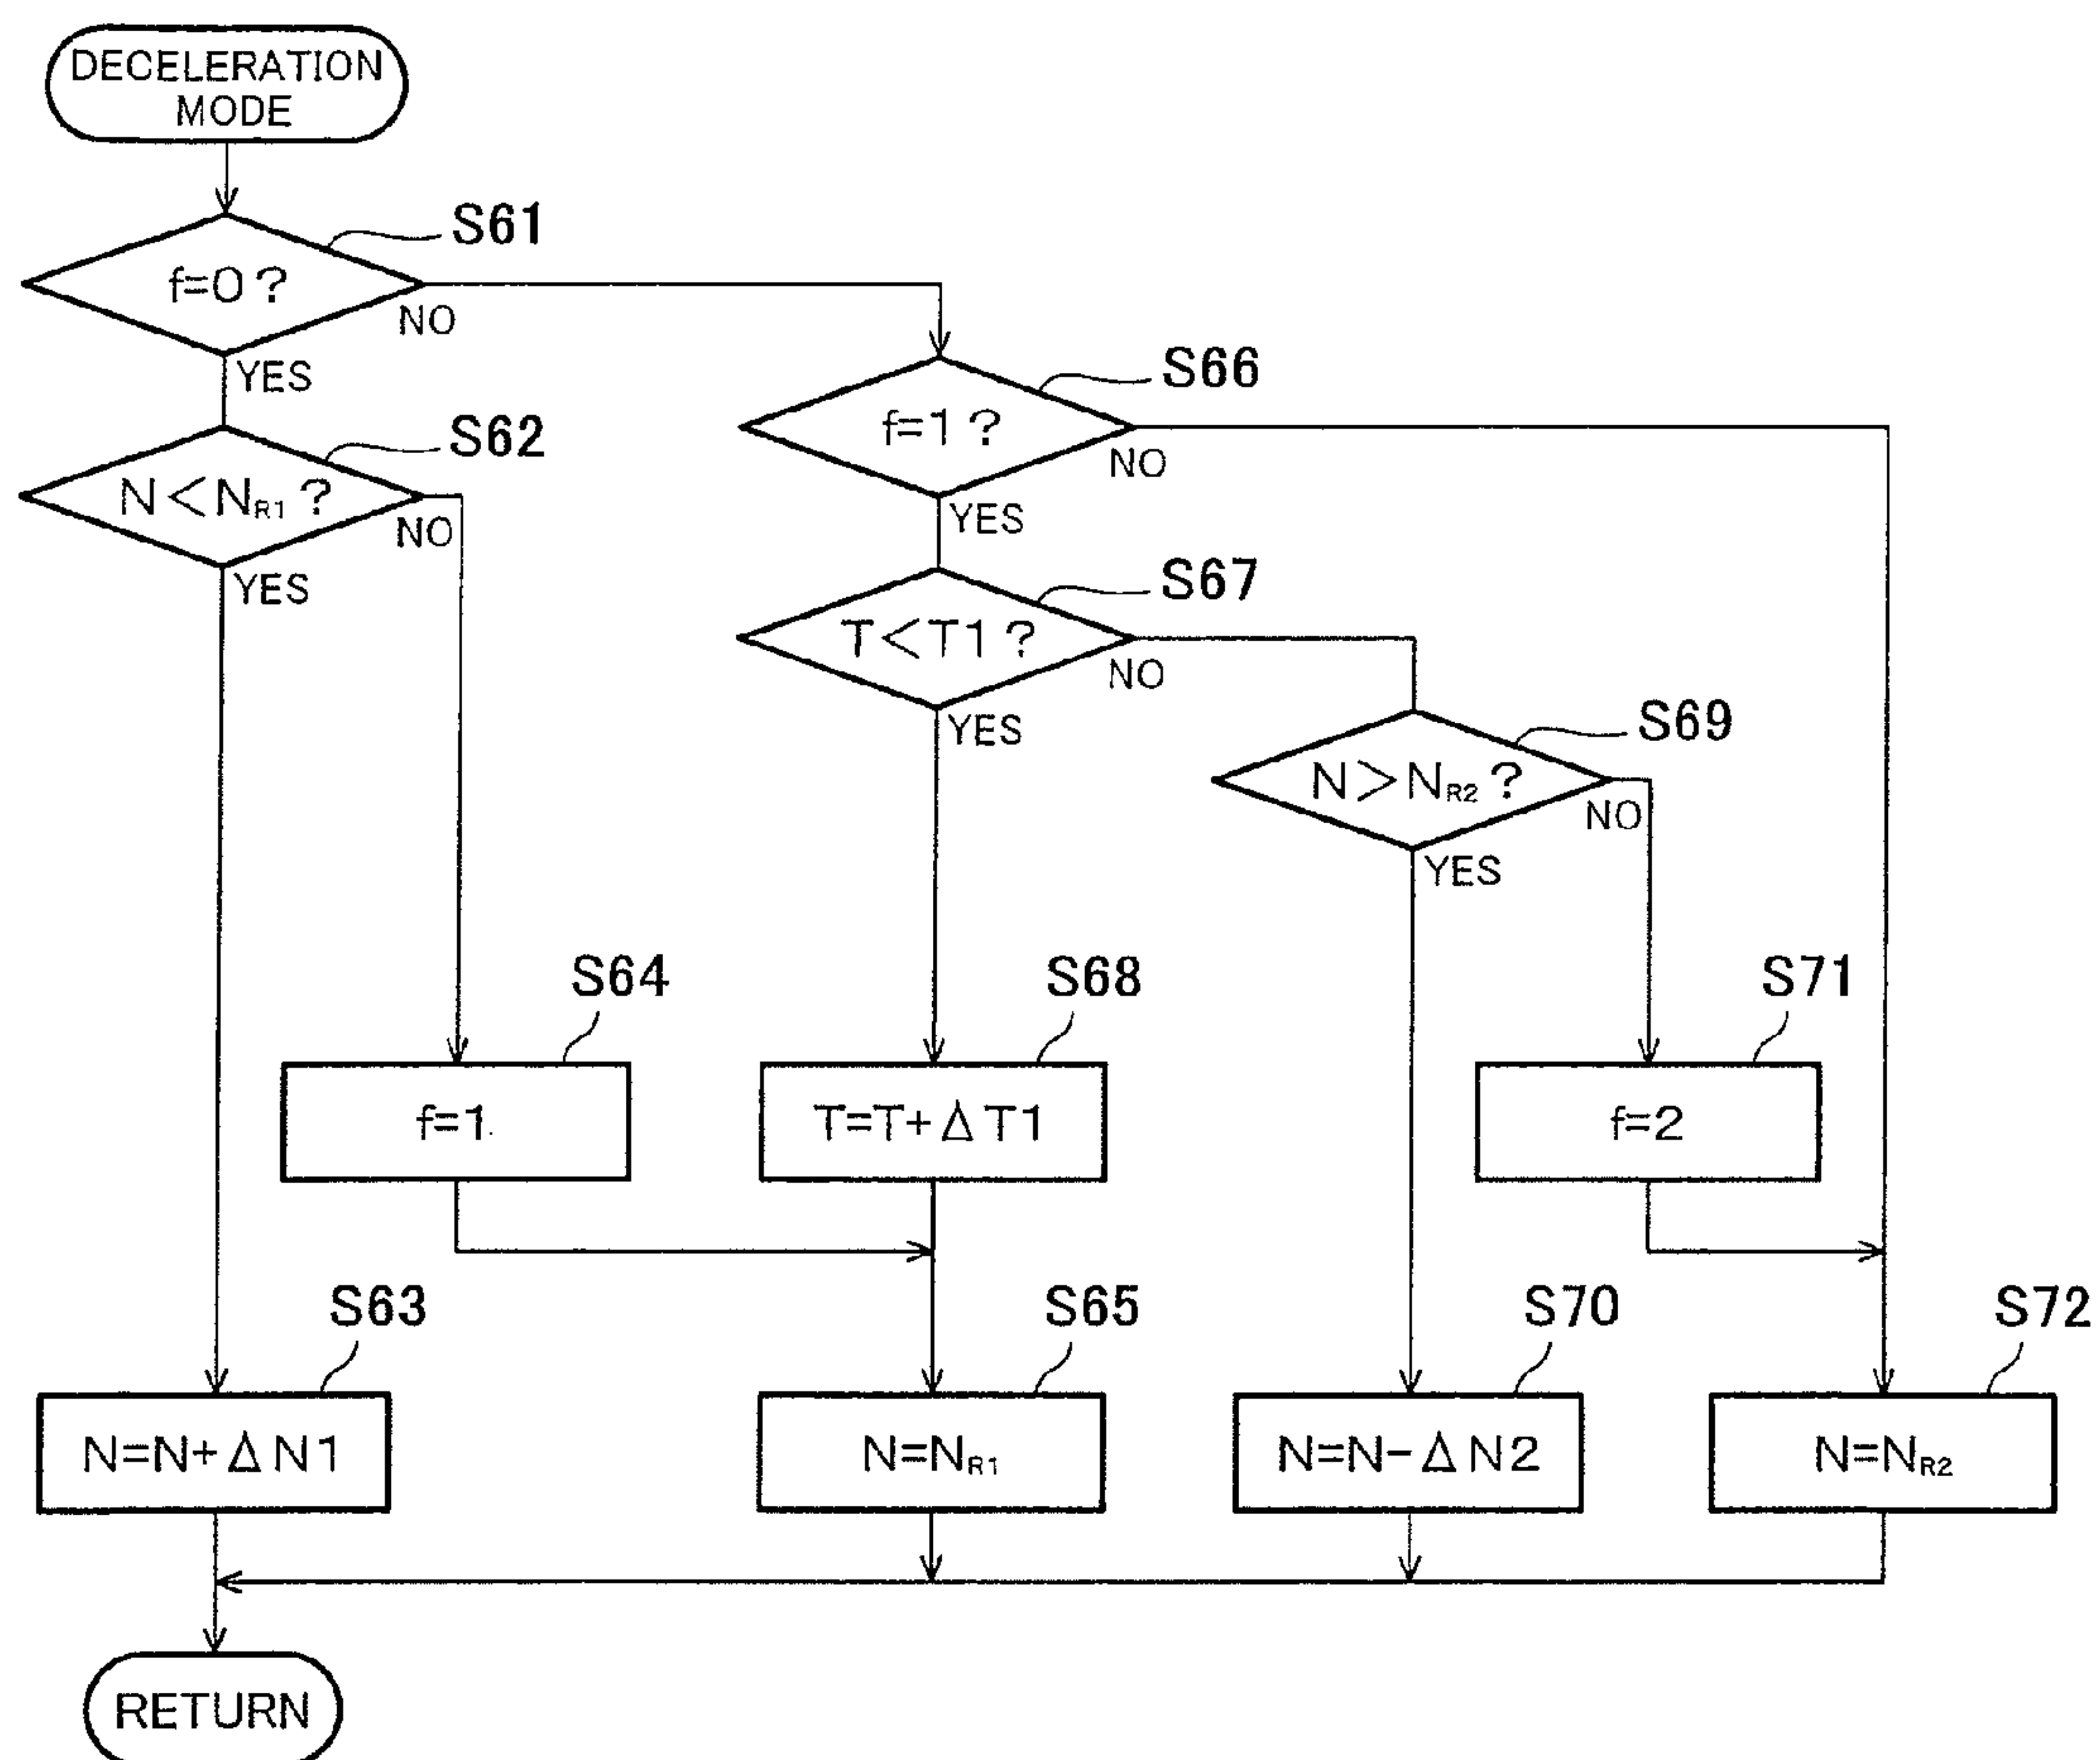 DECELERATION
MODE
S61
f=0?
NO
YES
S66
f=1?
NO
YES
S62
N<NR1?
NO
YES
S67
T<T1?
NO
YES
S69
N>NR2?
NO
YES
S64
f=1
S68
T=T+ΔT1
S71
f=2
S63
N=N+ΔN1
S65
N=NR1
S70
N=N-ΔN2
S72
N=NR2
RETURN